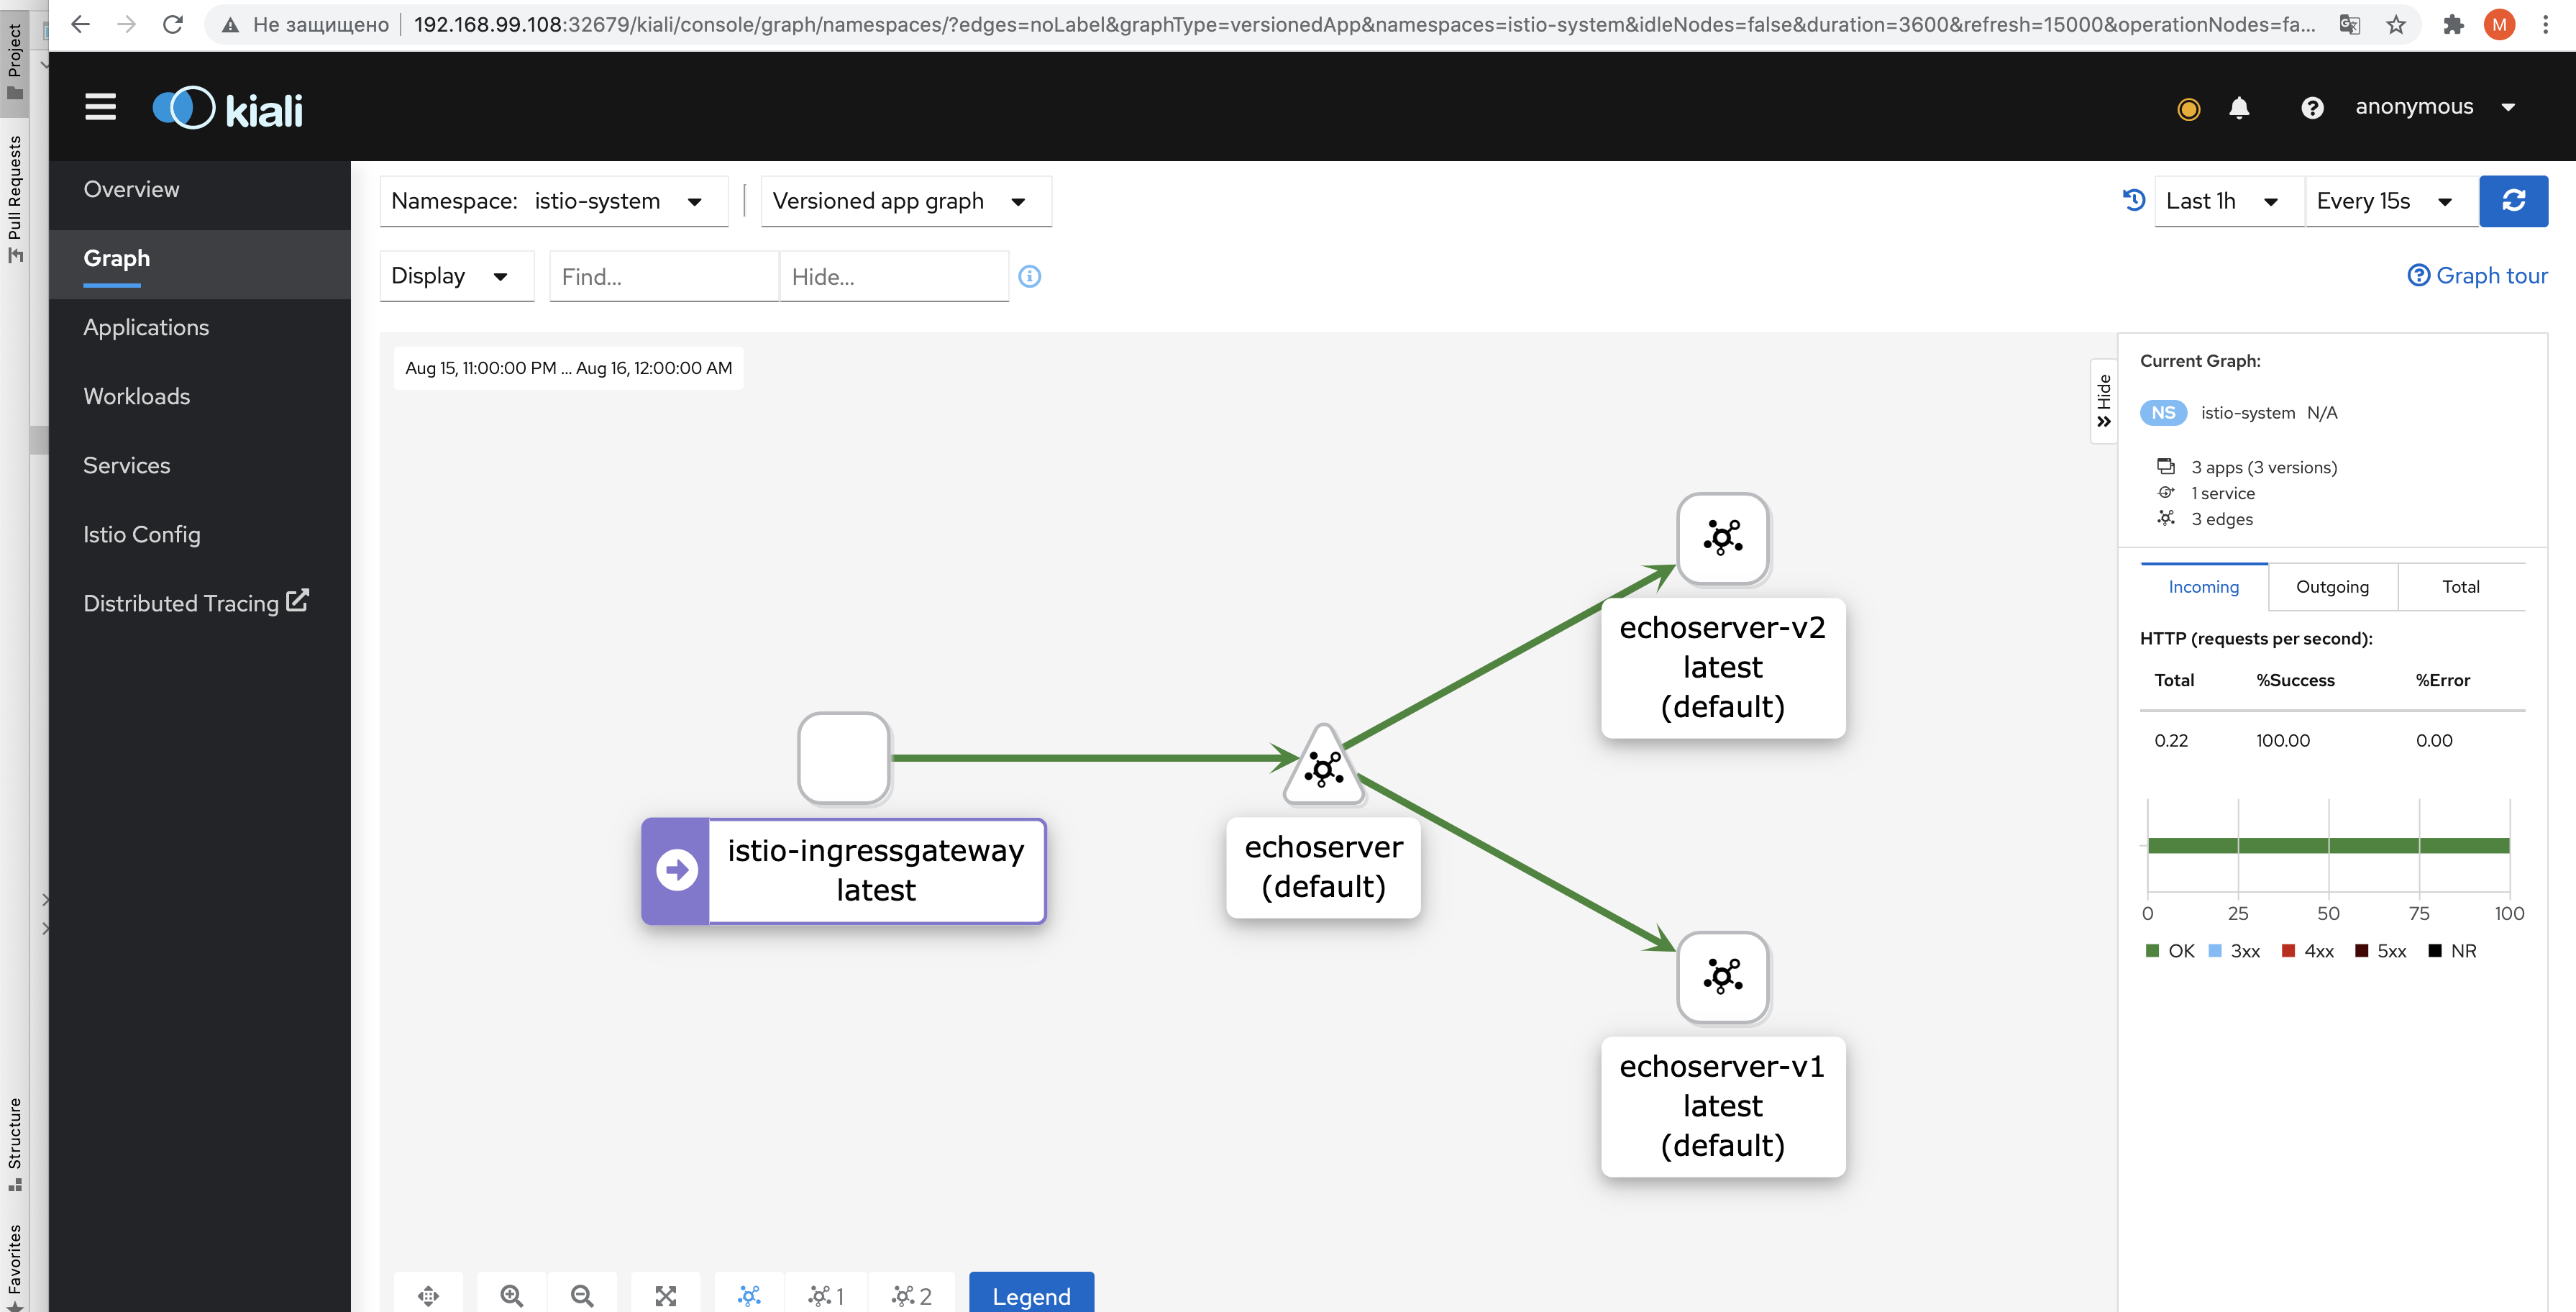 Project
Pull Requests
Structure
Favorites
Не защищено
192.168.99.108:32679/kiali/console/graph/namespaces/?edges=noLabel&graphType=versionedApp&namespaces=istio-system&idleNodes=false&duration=3600&refresh=15000&operationNodes=fa...
M
kiali
anonymous
Overview
Graph
Applications
Workloads
Services
Istio Config
Distributed Tracing
Namespace: istio-system
Versioned app graph
Last 1h
Every 15s
Display
Find...
Hide...
Graph tour
Aug 15, 11:00:00 PM ... Aug 16, 12:00:00 AM
Hide
istio-ingressgateway
latest
echoserver
(default)
echoserver-v2
latest
(default)
echoserver-v1
latest
(default)
1
2
Legend
Current Graph:
NS istio-system N/A
3 apps (3 versions)
1 service
3 edges
Incoming Outgoing Total
HTTP (requests per second):
Total %Success %Error
0.22 100.00 0.00
0 25 50 75 100
OK 3xx 4xx 5xx NR